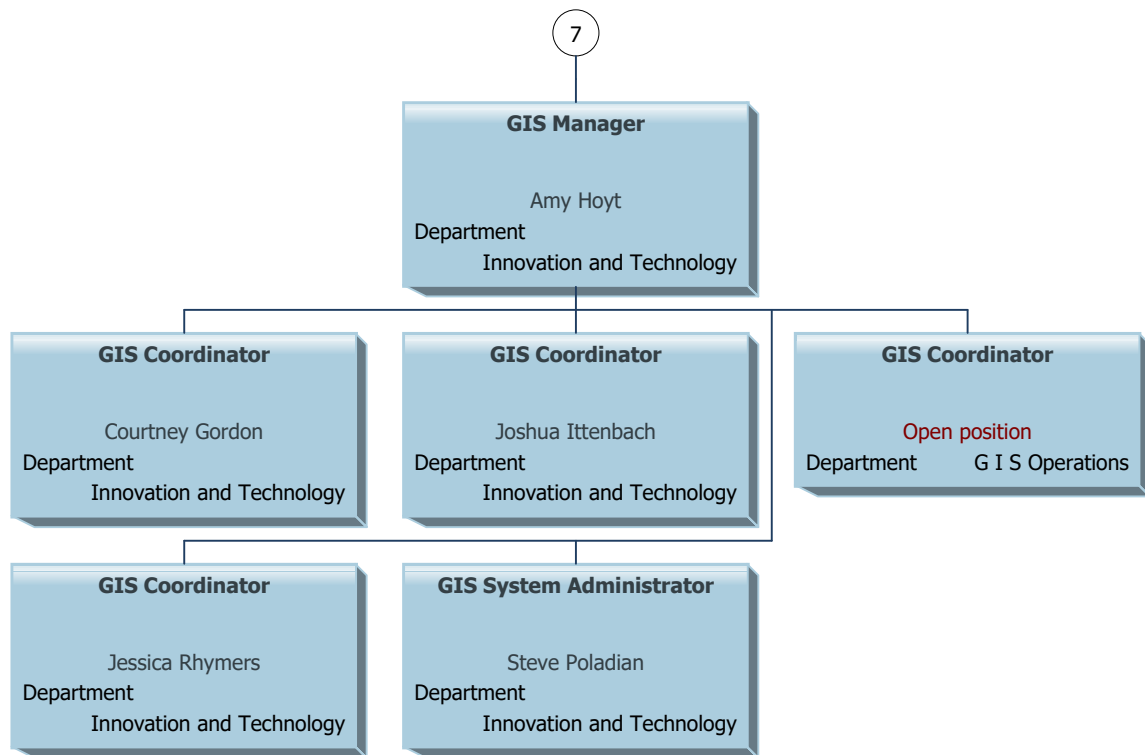 7
GIS Manager
Amy Hoyt
Department
Innovation and Technology
GIS Coordinator
Courtney Gordon
Department
Innovation and Technology
GIS Coordinator
Joshua Ittenbach
Department
Innovation and Technology
GIS Coordinator
Open position
Department G I S Operations
GIS Coordinator
Jessica Rhymers
Department
Innovation and Technology
GIS System Administrator
Steve Poladian
Department
Innovation and Technology